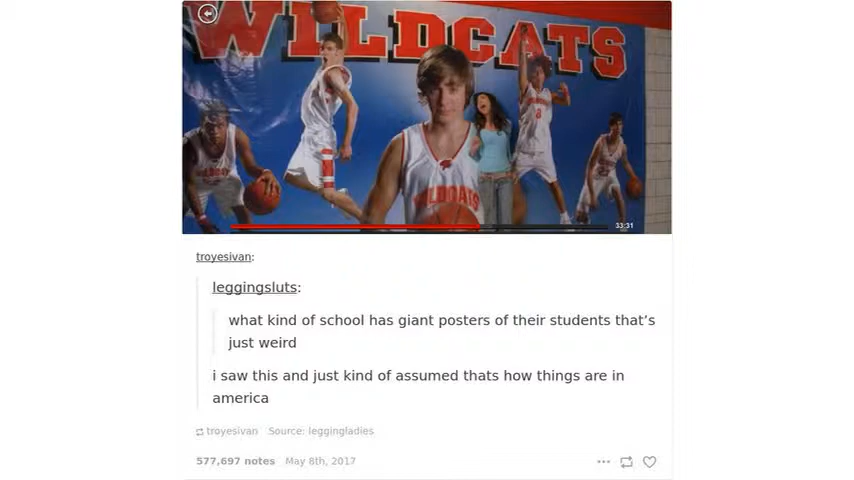 WILDCATS
WILDCATS
8
33:31
troyesivan:
leggingsluts:
what kind of school has giant posters of their students that's
just weird
i saw this and just kind of assumed thats how things are in
america
troyesivan Source: leggingladies
577,697 notes May 8th, 2017